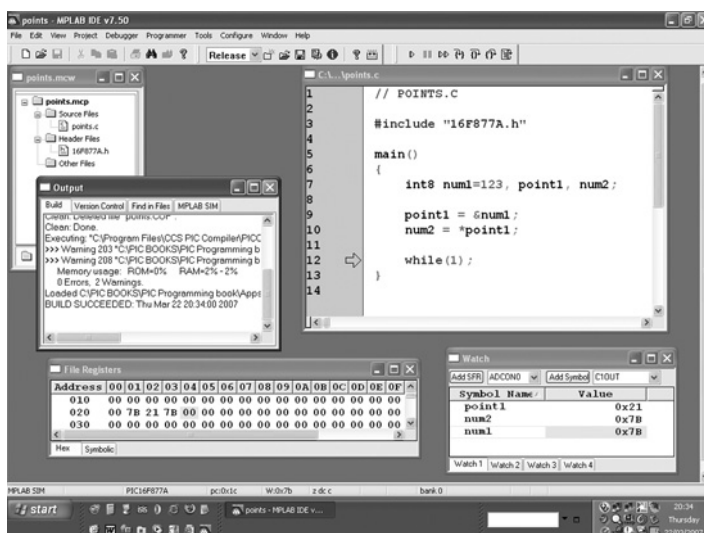 points - MPLAB IDE v7.50
File Edit View Project Debugger Programmer Tools Configure Window Help
Release
points.mcw
points.mcp
Source Files
points.c
Header Files
16F877A.h
Other Files
Output
Build Version Control Find in Files MPLAB SIM
Clean: Deleted file "points.COF".
Clean: Done.
Executing: "C:\Program Files\CCS PIC Compiler\PICC
>>> Warning 203 "C:\PIC BOOKS\PIC Programming b
>>> Warning 208 "C:\PIC BOOKS\PIC Programming b
Memory usage: ROM=0% RAM=2% - 2%
0 Errors, 2 Warnings.
Loaded C:\PIC BOOKS\PIC Programming book\Apps
BUILD SUCCEEDED: Thu Mar 22 20:34:00 2007
C:\...\points.c
1 // POINTS.C
2
3 #include "16F877A.h"
4
5 main()
6 {
7 int8 num1=123, point1, num2;
8
9 point1 = &num1;
10 num2 = *point1;
11
12 while(1);
13 }
14
File Registers
Address 00 01 02 03 04 05 06 07 08 09 0A 0B 0C 0D 0E 0F
010 00 00 00 00 00 00 00 00 00 00 00 00 00 00 00 00
020 00 7B 21 7B 00 00 00 00 00 00 00 00 00 00 00 00
030 00 00 00 00 00 00 00 00 00 00 00 00 00 00 00 00
Hex Symbolic
Watch
Add SFR ADCON0 Add Symbol C1OUT
Symbol Name Value
point1 0x21
num2 0x7B
num1 0x7B
Watch 1 Watch 2 Watch 3 Watch 4
MPLAB SIM PIC16F877A pc:0x1c W:0x7b z dc c bank 0
start
points - MPLAB IDE v...
20:34
Thursday
22/03/2007